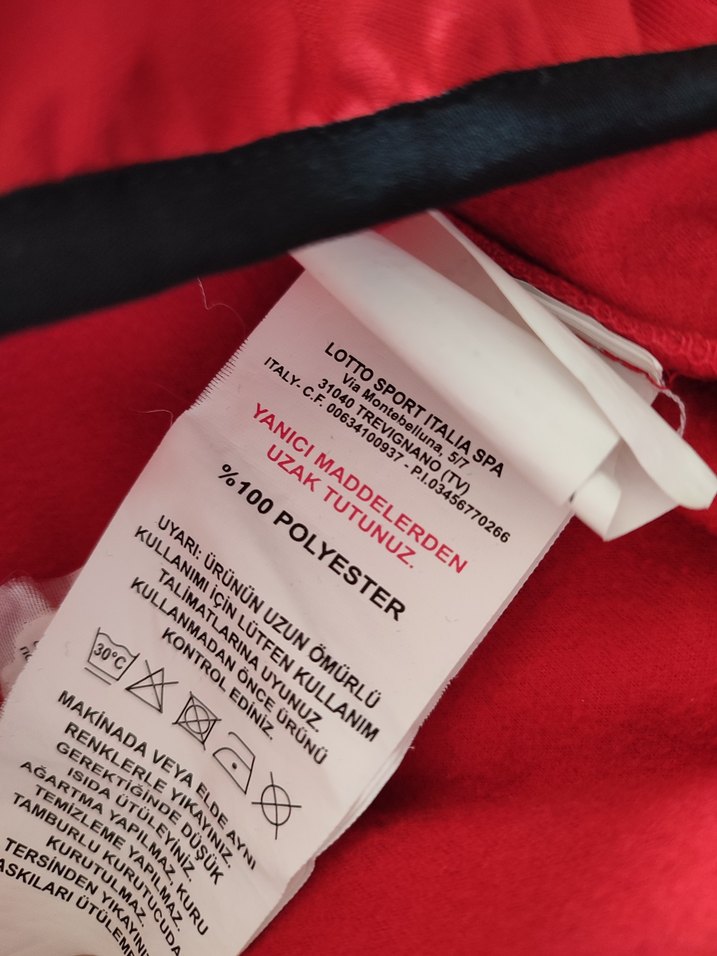 LOTTO SPORT ITALIA SPA
Via Montebelluna, 5/7
31040 TREVIGNANO (TV)
ITALY- C.F. 00634100937 - P.I.03456770266
YANICI MADDELERDEN
UZAK TUTUNUZ.
%100 POLYESTER
UYARI: ÜRÜNÜN UZUN ÖMÜRLÜ
KULLANIMI İÇİN LÜTFEN KULLANIM
TALİMATLARINA UYUNUZ.
KULLANMADAN ÖNCE ÜRÜNÜ
KONTROL EDİNİZ.
30°C
MAKİNADA VEYA ELDE AYNI
RENKLERLE YIKAYINIZ.
GEREKTİĞİNDE DÜŞÜK
ISIDA ÜTÜLEYİNİZ.
AĞARTMA YAPILMAZ. KURU
TEMİZLEME YAPILMAZ.
TAMBURLU KURUTUCUDA
KURUTULMAZ.
TERSİNDEN YIKAYINIZ